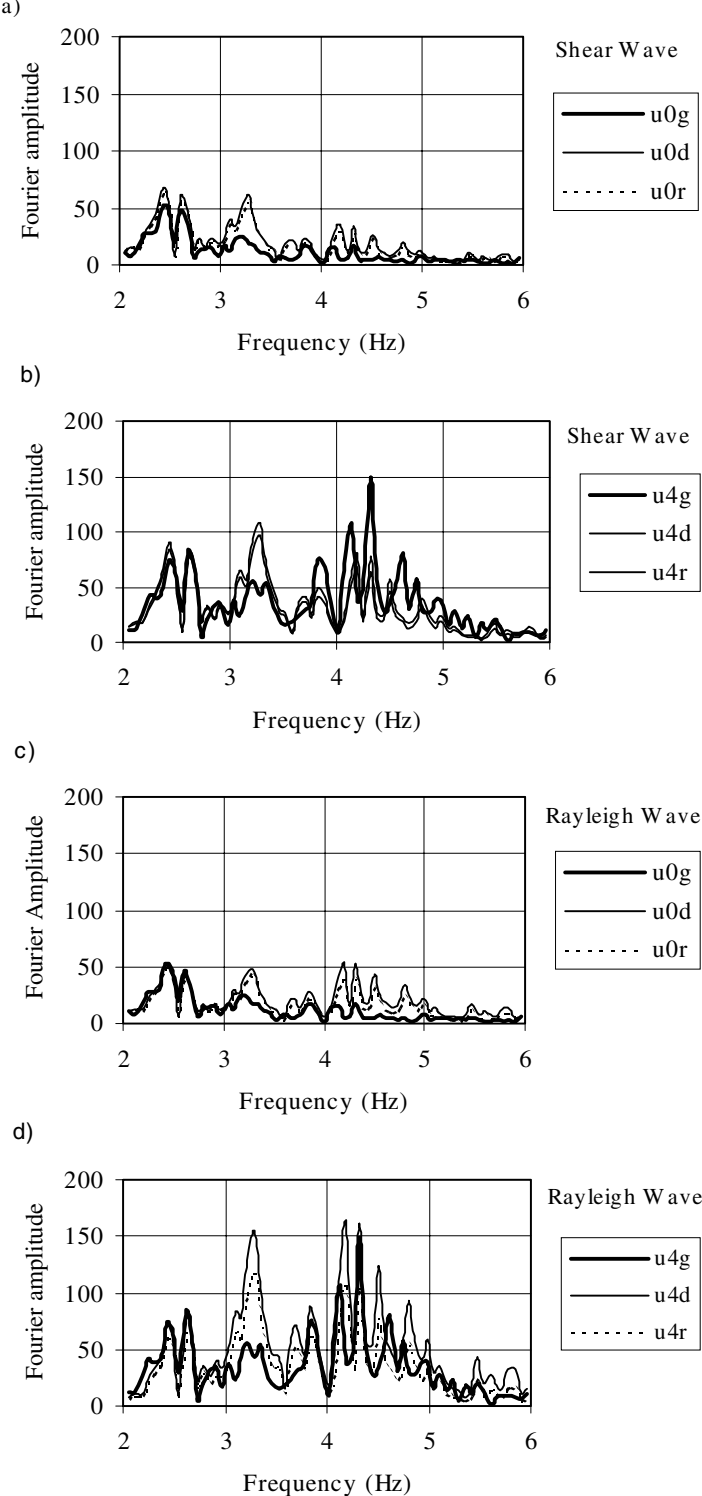 a)
200
150
100
50
0
2 3 4 5 6
Fourier amplitude
Frequency (Hz)
Shear Wave
u0g
u0d
u0r
b)
200
150
100
50
0
2 3 4 5 6
Fourier amplitude
Frequency (Hz)
Shear Wave
u4g
u4d
u4r
c)
200
150
100
50
0
2 3 4 5 6
Fourier Amplitude
Frequency (Hz)
Rayleigh Wave
u0g
u0d
u0r
d)
200
150
100
50
0
2 3 4 5 6
Fourier amplitude
Frequency (Hz)
Rayleigh Wave
u4g
u4d
u4r